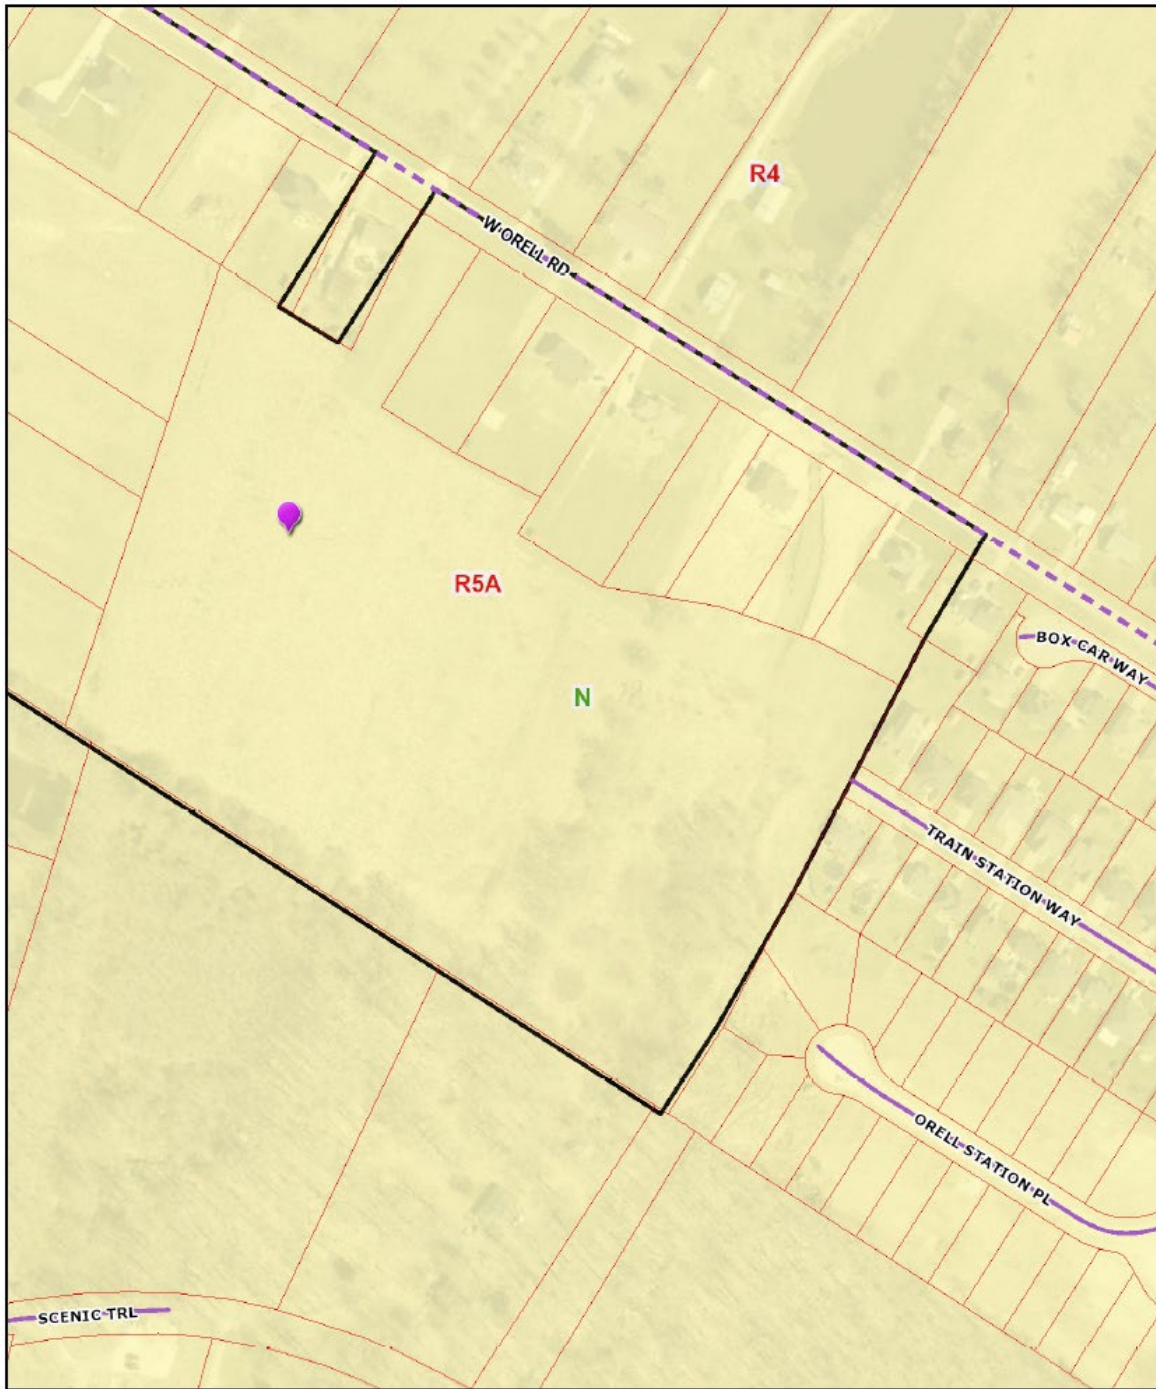 R4
W ORELL RD
R5A
BOX CAR WAY
N
TRAIN STATION WAY
ORELL STATION PL
SCENIC TRL